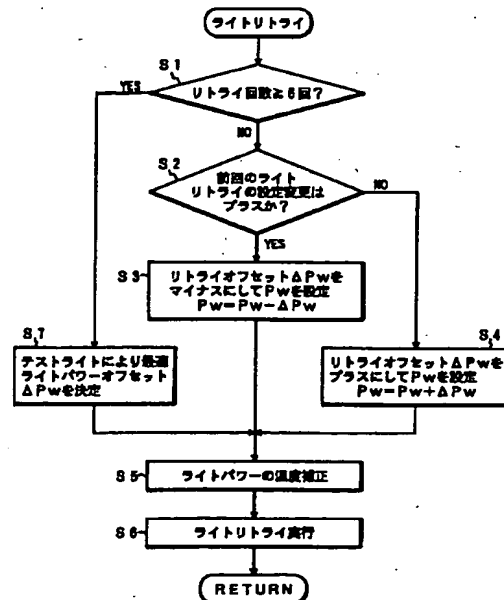 ライトリトライ
S1
リトライ回数≥6回?
YES
NO
S2
前回のライト
リトライの設定変更は
プラスか?
NO
YES
S3
リトライオフセットΔPwを
マイナスにしてPwを設定
Pw=Pw−ΔPw
S7
テストライトにより最適
ライトパワーオフセット
ΔPwを決定
S4
リトライオフセットΔPwを
プラスにしてPwを設定
Pw=Pw+ΔPw
S5
ライトパワーの温度補正
S6
ライトリトライ実行
RETURN